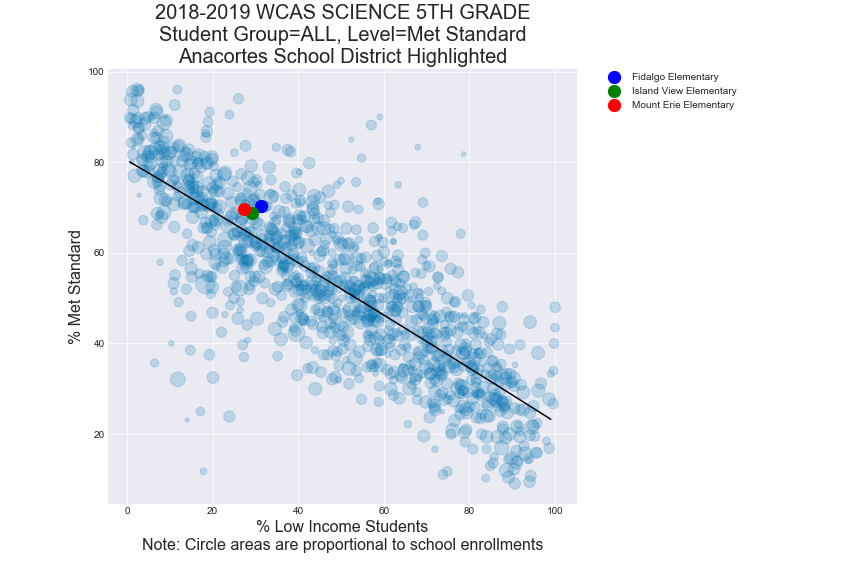 2018-2019 WCAS SCIENCE 5TH GRADE
Student Group=ALL, Level=Met Standard
Anacortes School District Highlighted
Fidalgo Elementary
Island View Elementary
Mount Erie Elementary
100
80
60
40
20
% Met Standard
0 20 40 60 80 100
% Low Income Students
Note: Circle areas are proportional to school enrollments